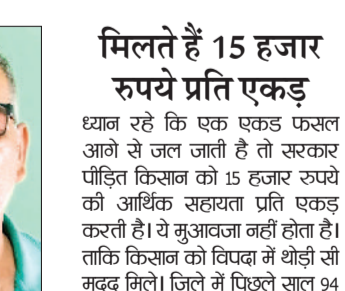 मिलते हैं 15 हजार
रुपये प्रति एकड़
ध्यान रहे कि एक एकड फसल
आगे से जल जाती है तो सरकार
पीड़ित किसान को 15 हजार रुपये
की आर्थिक सहायता प्रति एकड़
करती है। ये मुआवजा नहीं होता है।
ताकि किसान को विपदा में थोड़ी सी
मदद मिले। जिले में पिछले साल 94